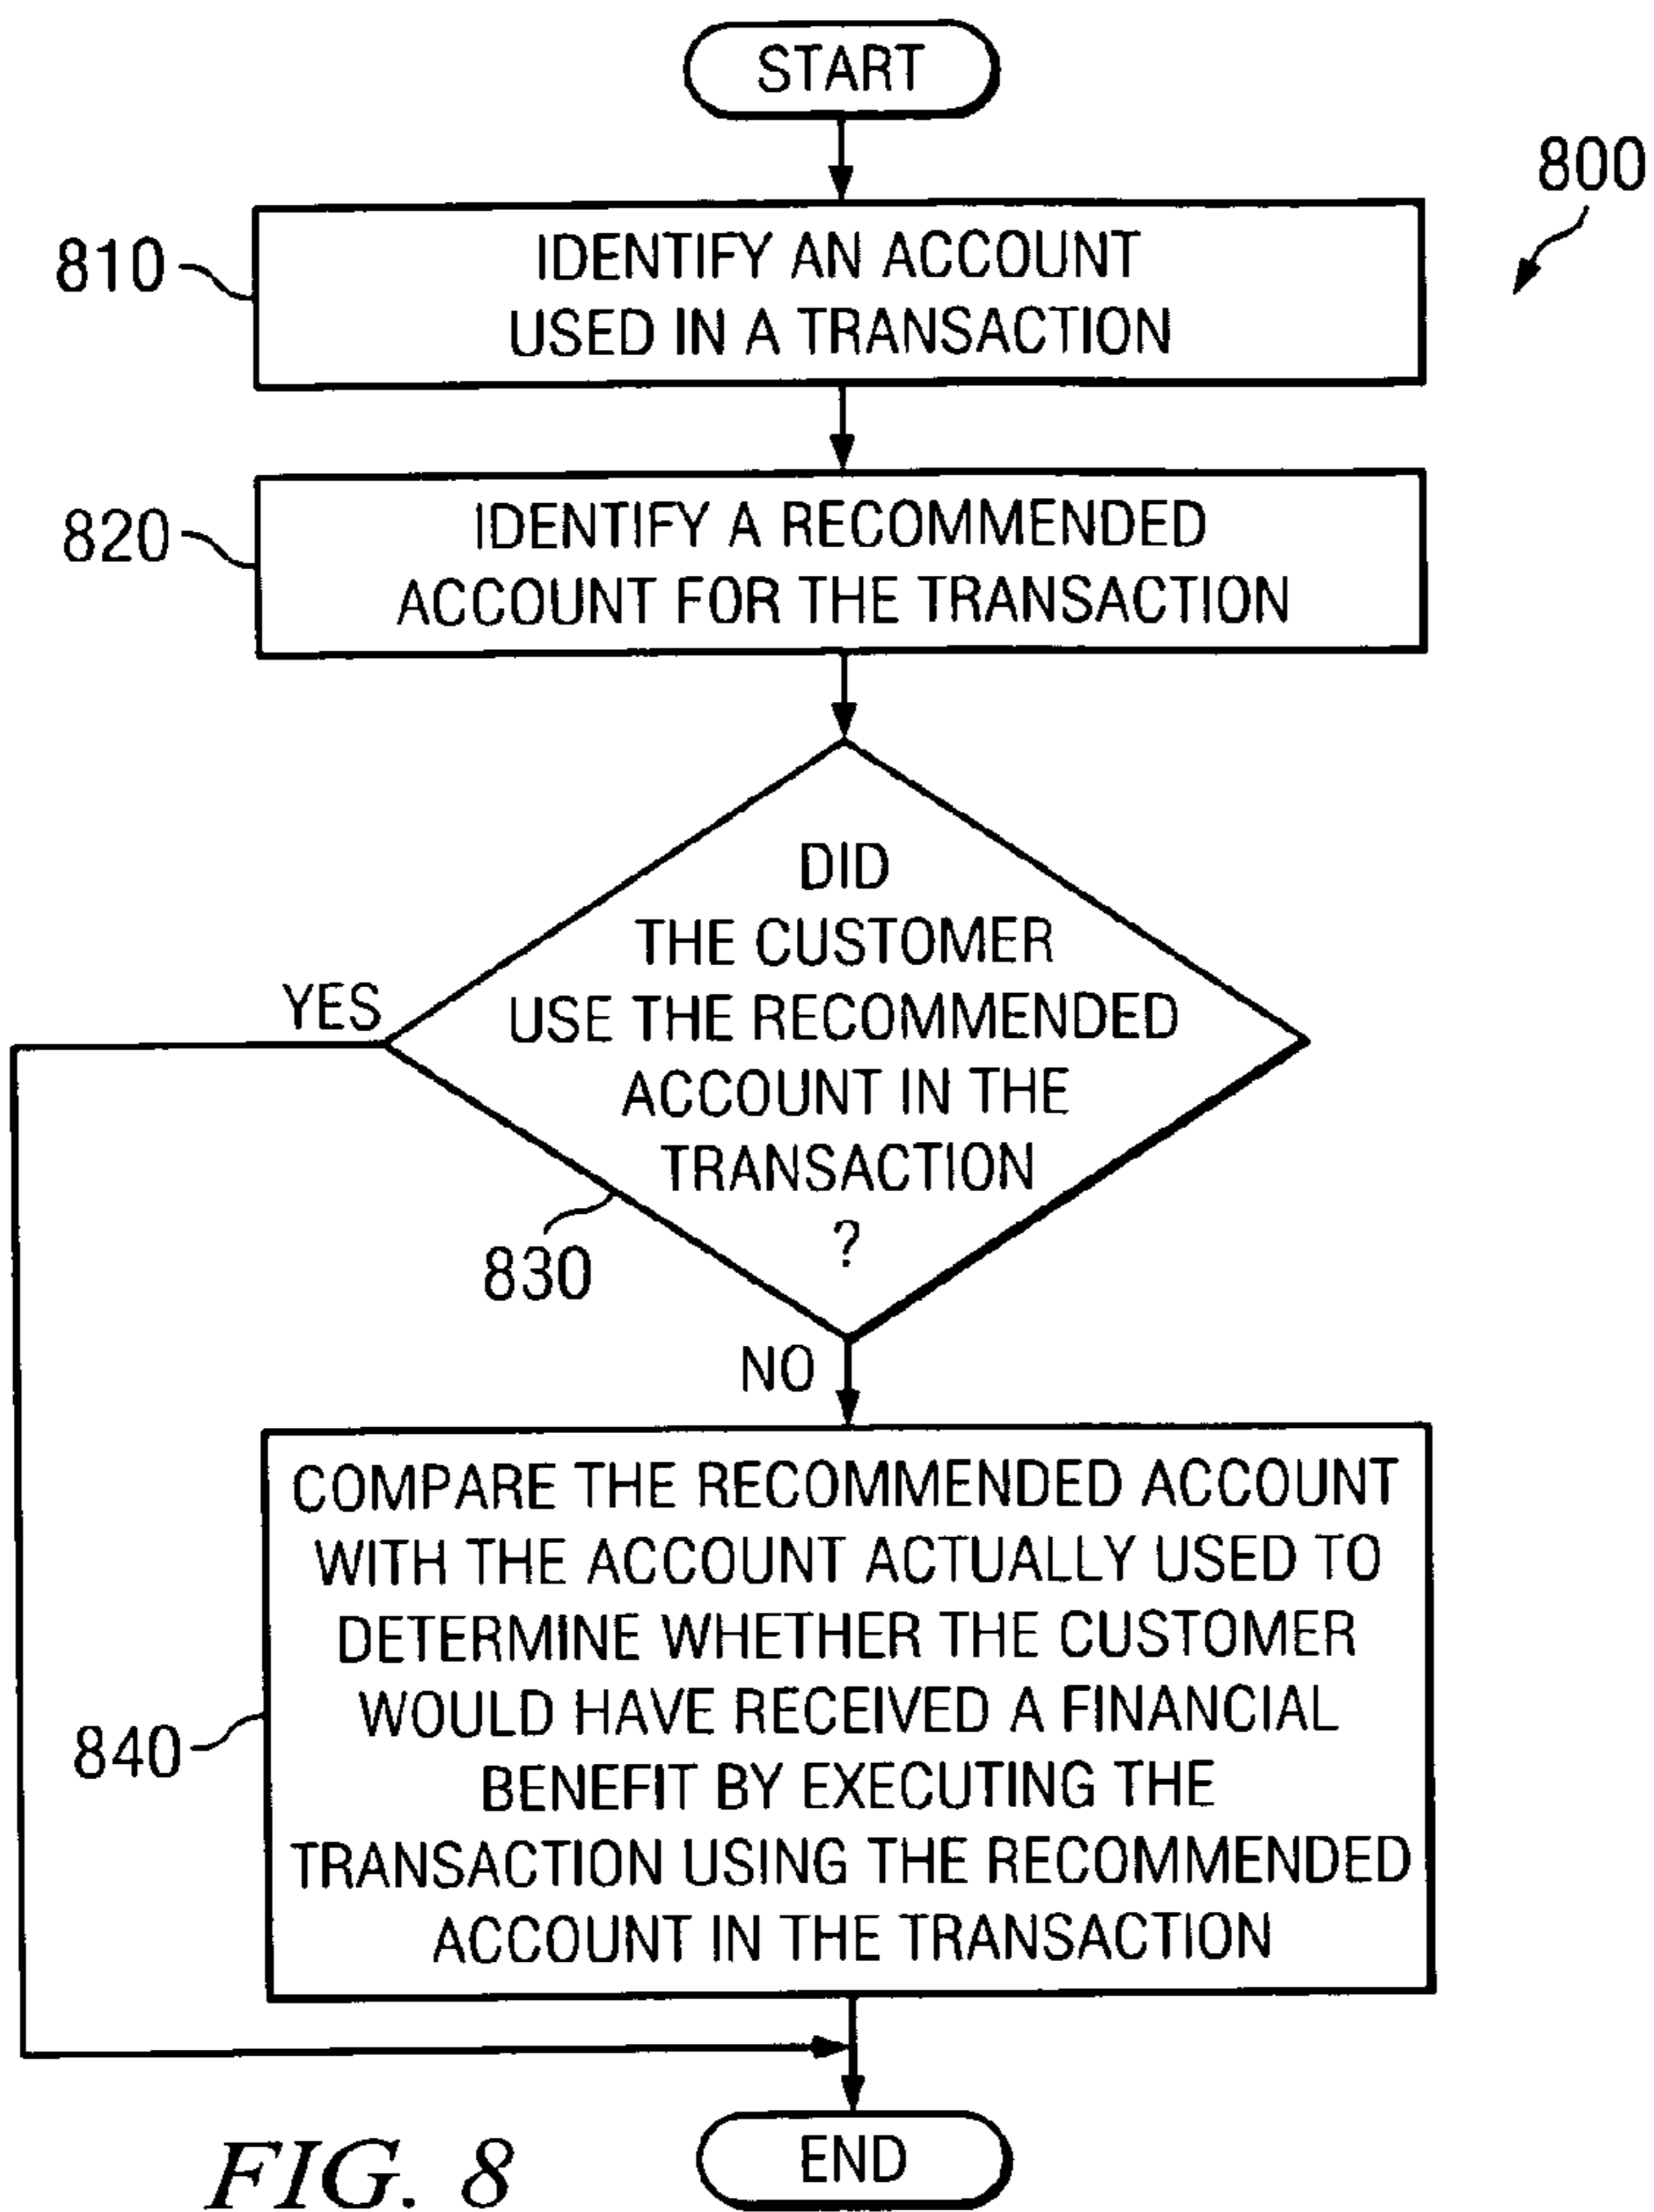 START
800
810
IDENTIFY AN ACCOUNT
USED IN A TRANSACTION
820
IDENTIFY A RECOMMENDED
ACCOUNT FOR THE TRANSACTION
DID
THE CUSTOMER
USE THE RECOMMENDED
ACCOUNT IN THE
TRANSACTION
?
YES
830
NO
COMPARE THE RECOMMENDED ACCOUNT
WITH THE ACCOUNT ACTUALLY USED TO
DETERMINE WHETHER THE CUSTOMER
WOULD HAVE RECEIVED A FINANCIAL
BENEFIT BY EXECUTING THE
TRANSACTION USING THE RECOMMENDED
ACCOUNT IN THE TRANSACTION
840
END
FIG. 8